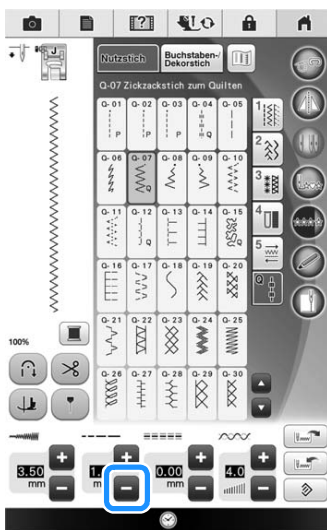 J
Nutzstich
Buchstaben-/
Dekorstich
Q-07 Zickzackstich zum Quilten
Q-01 Q-02 Q-03 Q-04 Q-05
P P Q
1
Q-06 Q-07 Q-08 Q-09 Q-10
Q
2
3
Q-11 Q-12 Q-13 Q-14 Q-15
Q Q
4
5
Q-16 Q-17 Q-18 Q-19 Q-20
Q
Q-21 Q-22 Q-23 Q-24 Q-25
100%
Q-26 Q-27 Q-28 Q-29 Q-30
3.50
mm
1.
0.00
mm
4.0